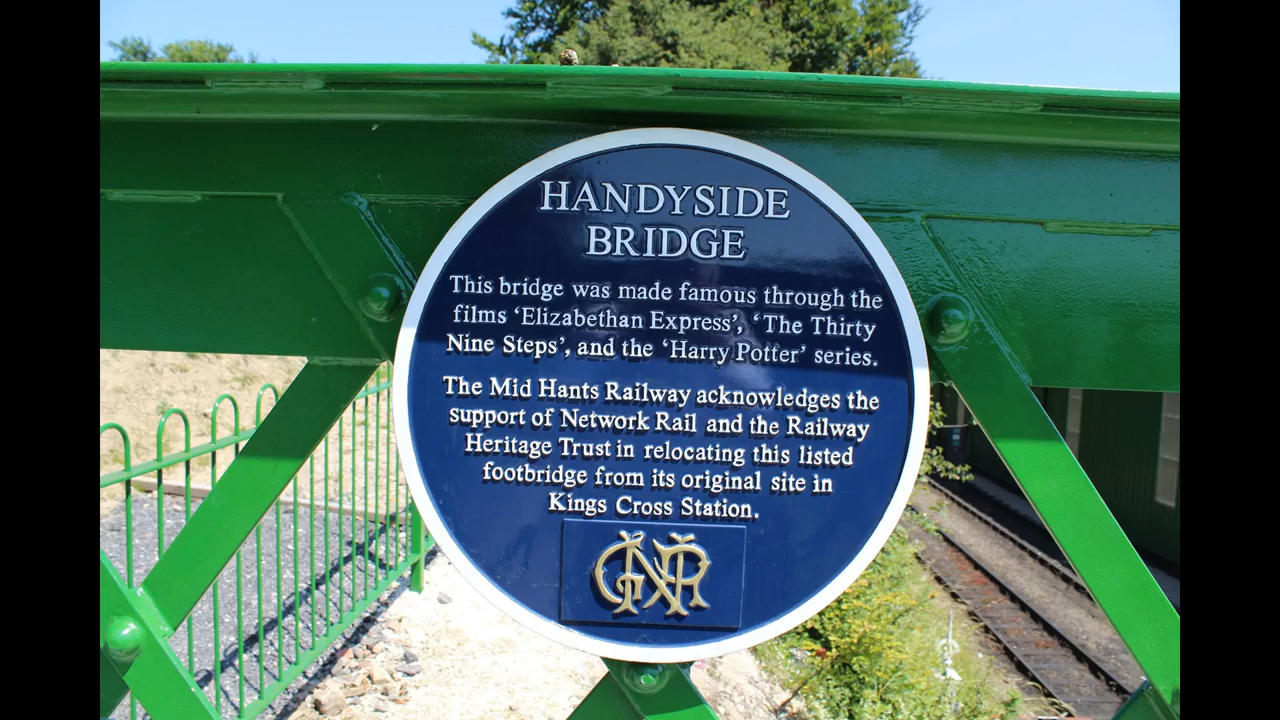 HANDYSIDE
BRIDGE
This bridge was made famous through the
films ‘Elizabethan Express’, ‘The Thirty
Nine Steps’, and the ‘Harry Potter’ series.
The Mid Hants Railway acknowledges the
support of Network Rail and the Railway
Heritage Trust in relocating this listed
footbridge from its original site in
Kings Cross Station.
GNR